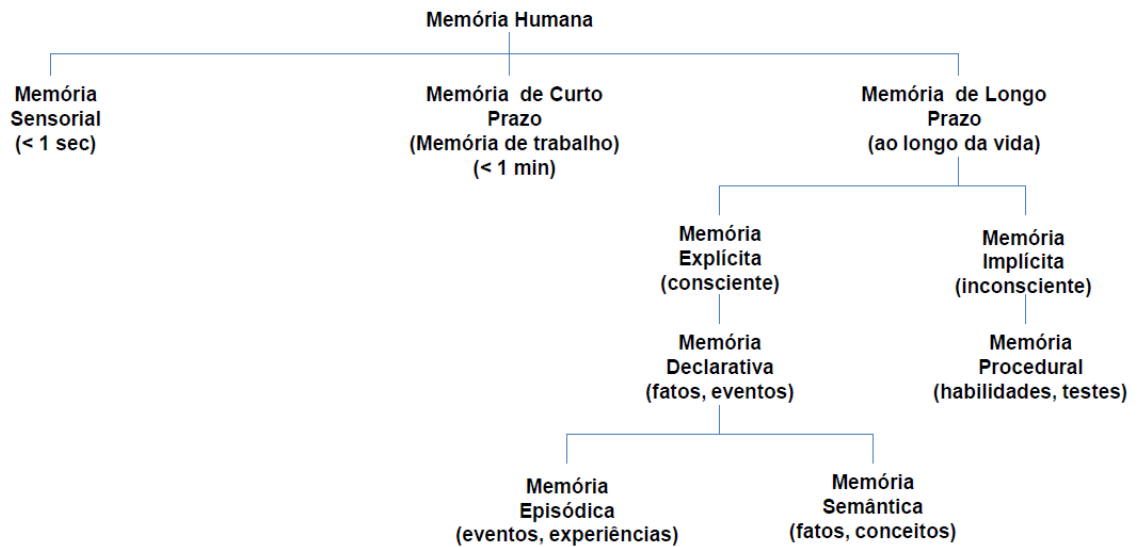 Memória Humana
Memória
Sensorial
(< 1 sec)
Memória de Curto
Prazo
(Memória de trabalho)
(< 1 min)
Memória de Longo
Prazo
(ao longo da vida)
Memória
Explícita
(consciente)
Memória
Implícita
(inconsciente)
Memória
Declarativa
(fatos, eventos)
Memória
Procedural
(habilidades, testes)
Memória
Episódica
(eventos, experiências)
Memória
Semântica
(fatos, conceitos)